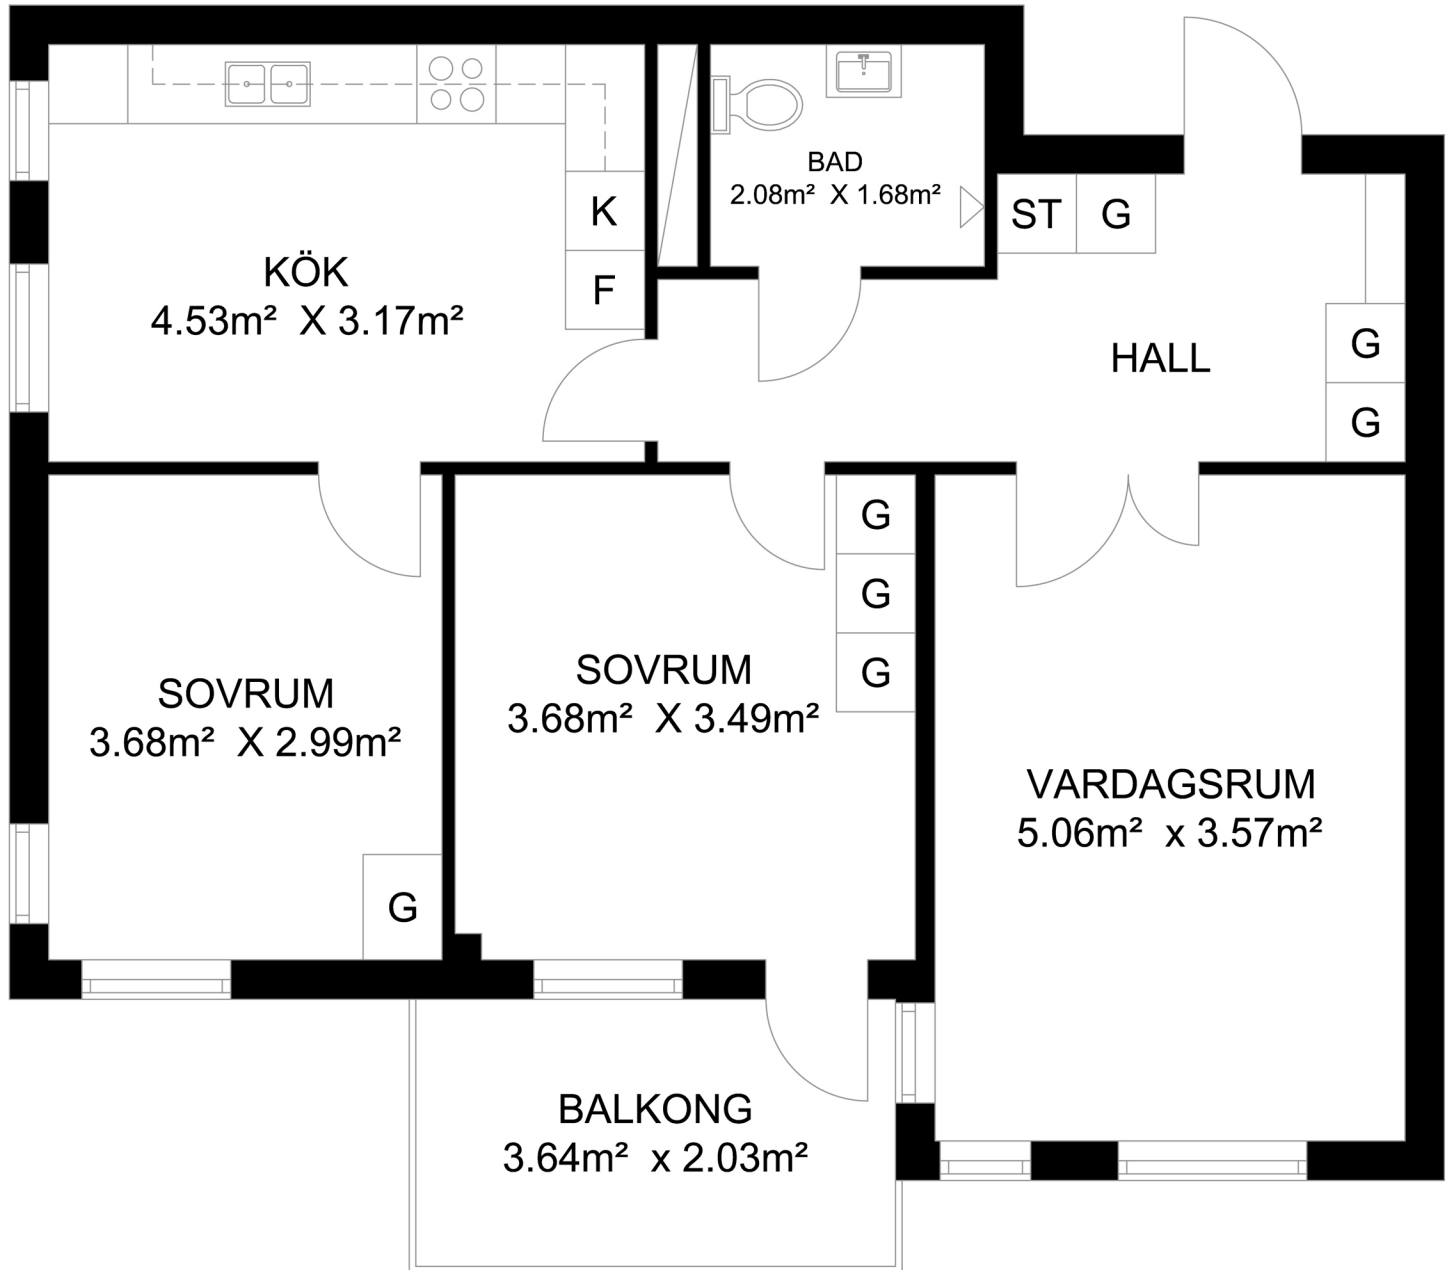 BAD
2.08m² X 1.68m²
K
F
ST
G
KÖK
4.53m² X 3.17m²
HALL
G
G
SOVRUM
3.68m² X 2.99m²
G
SOVRUM
3.68m² X 3.49m²
G
G
G
VARDAGSRUM
5.06m² x 3.57m²
BALKONG
3.64m² x 2.03m²